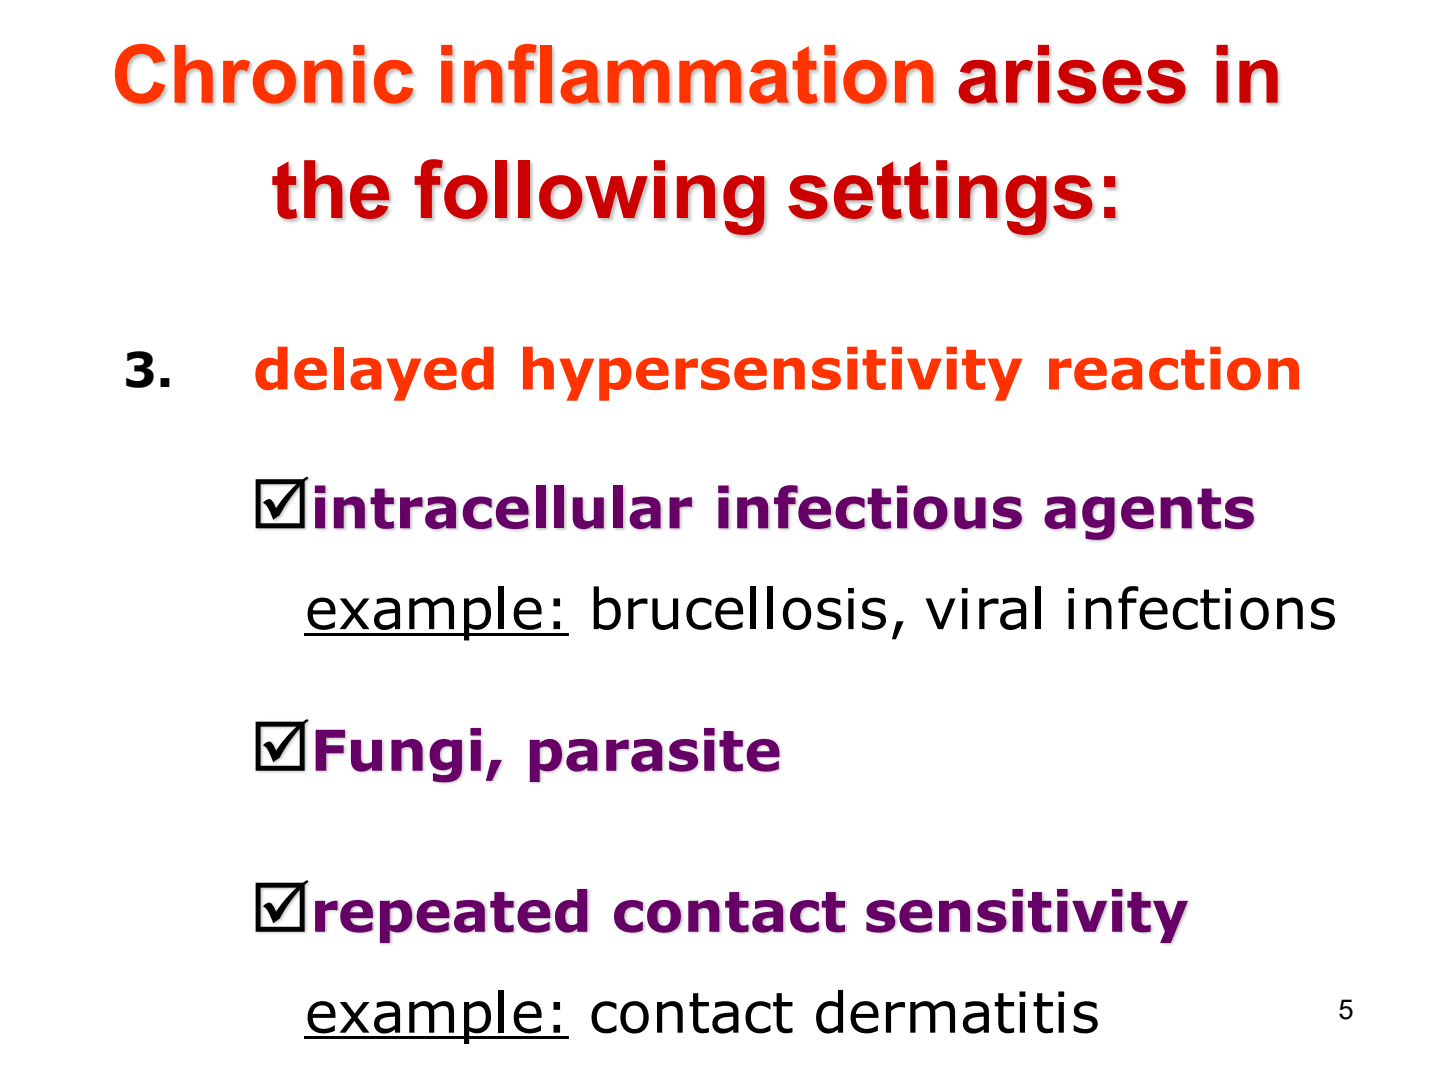 Chronic inflammation arises in
the following settings:
3. delayed hypersensitivity reaction
☑intracellular infectious agents
example: brucellosis, viral infections
☑Fungi, parasite
☑repeated contact sensitivity
example: contact dermatitis
5